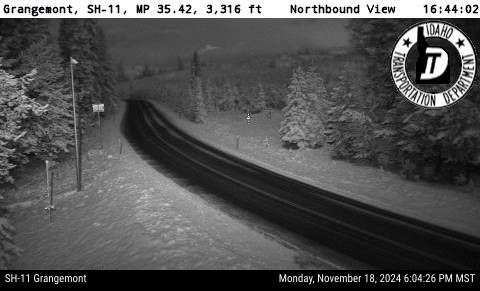 Grangemont, SH-11, MP 35.42, 3,316 ft Northbound View 16:44:02
IDAHO
TRANSPORTATION DEPARTMENT
SH-11 Grangemont Monday, November 18, 2024 6:04:26 PM MST